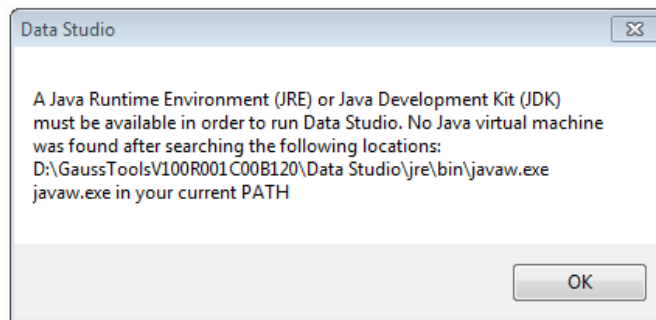 Data Studio
A Java Runtime Environment (JRE) or Java Development Kit (JDK)
must be available in order to run Data Studio. No Java virtual machine
was found after searching the following locations:
D:\GaussToolsV100R001C00B120\Data Studio\jre\bin\javaw.exe
javaw.exe in your current PATH
OK